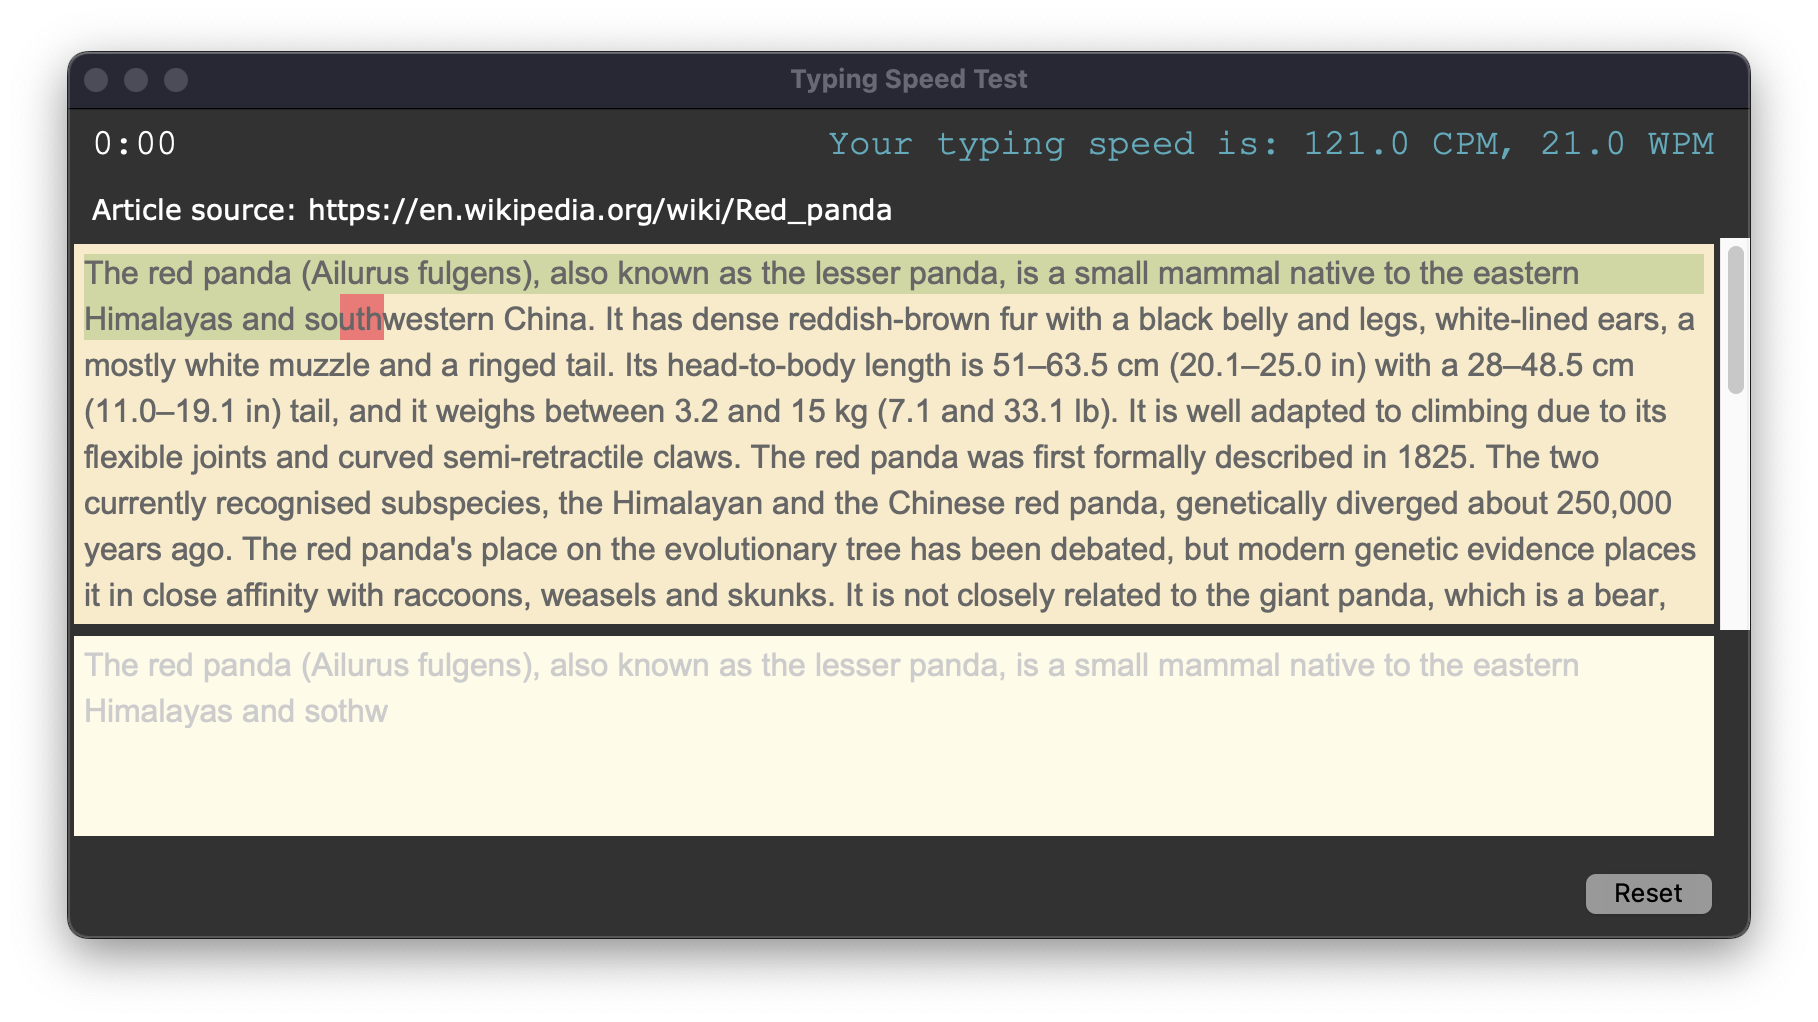 Typing Speed Test
0:00
Your typing speed is: 121.0 CPM, 21.0 WPM
Article source: https://en.wikipedia.org/wiki/Red_panda
The red panda (Ailurus fulgens), also known as the lesser panda, is a small mammal native to the eastern
Himalayas and southwestern China. It has dense reddish-brown fur with a black belly and legs, white-lined ears, a
mostly white muzzle and a ringed tail. Its head-to-body length is 51–63.5 cm (20.1–25.0 in) with a 28–48.5 cm
(11.0–19.1 in) tail, and it weighs between 3.2 and 15 kg (7.1 and 33.1 lb). It is well adapted to climbing due to its
flexible joints and curved semi-retractile claws. The red panda was first formally described in 1825. The two
currently recognised subspecies, the Himalayan and the Chinese red panda, genetically diverged about 250,000
years ago. The red panda's place on the evolutionary tree has been debated, but modern genetic evidence places
it in close affinity with raccoons, weasels and skunks. It is not closely related to the giant panda, which is a bear,
The red panda (Ailurus fulgens), also known as the lesser panda, is a small mammal native to the eastern
Himalayas and sothw
Reset